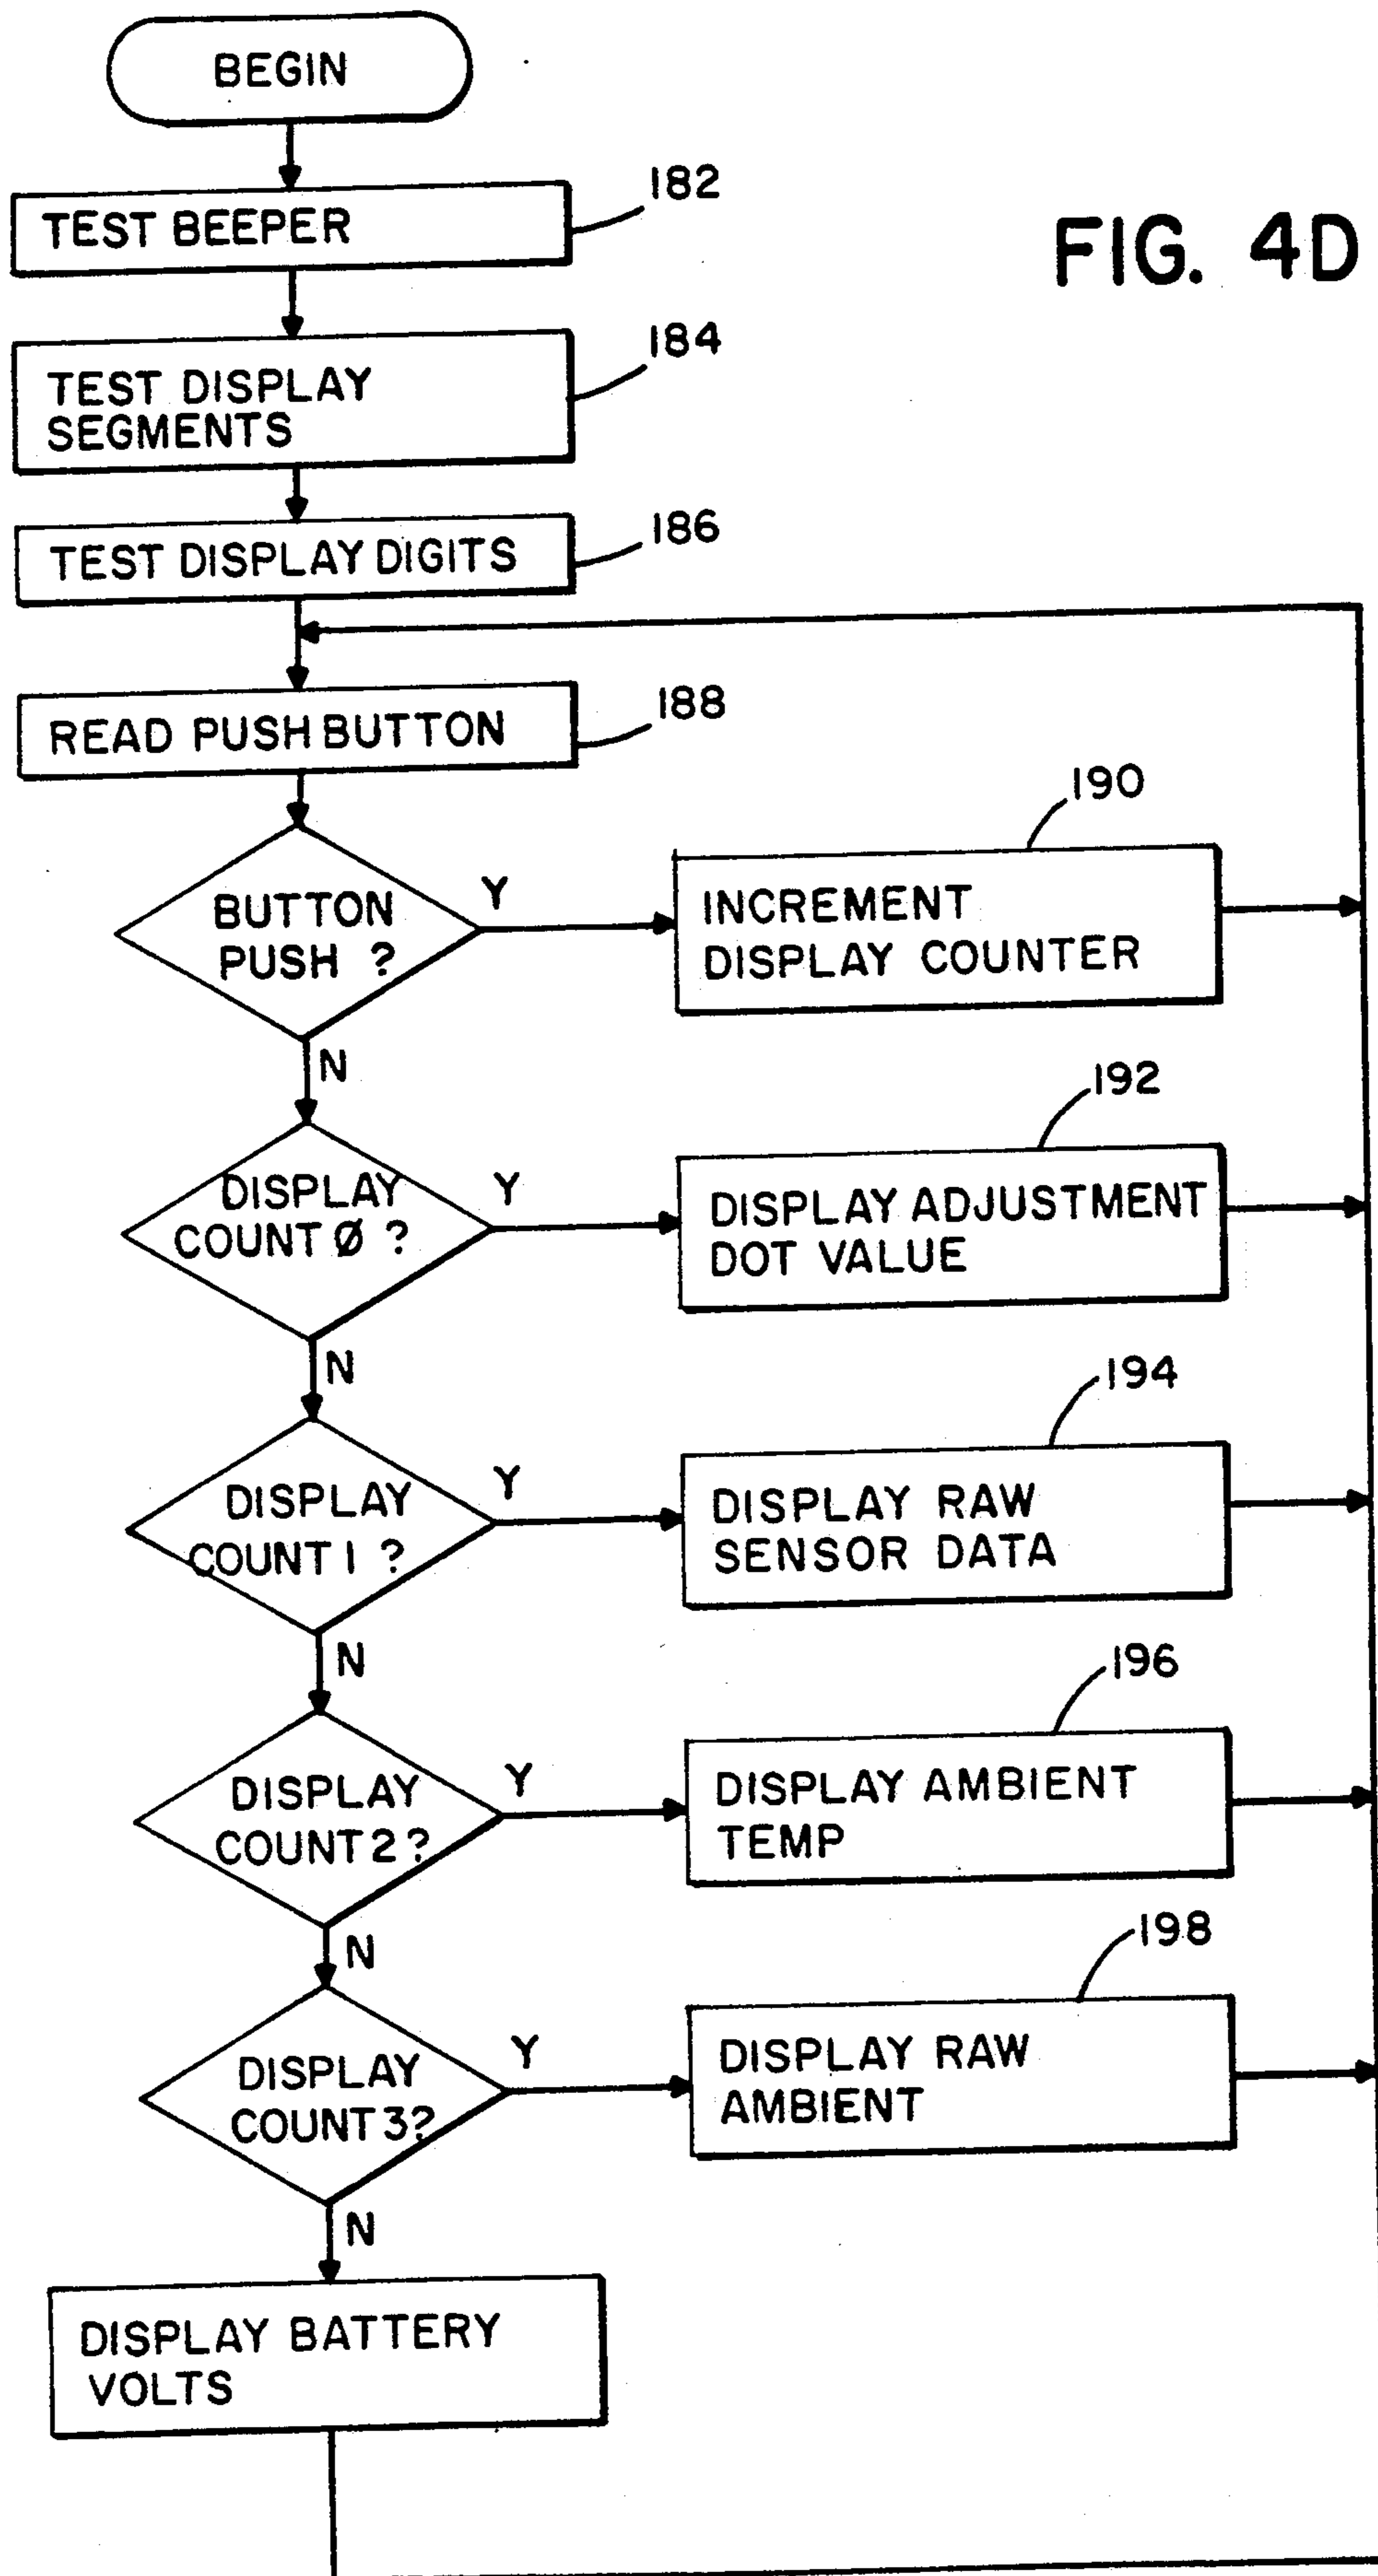 BEGIN
TEST BEEPER
182
FIG. 4D
TEST DISPLAY
SEGMENTS
184
TEST DISPLAY DIGITS
186
READ PUSH BUTTON
188
BUTTON
PUSH ?
Y
N
INCREMENT
DISPLAY COUNTER
190
DISPLAY
COUNT Ø ?
Y
N
DISPLAY ADJUSTMENT
DOT VALUE
192
DISPLAY
COUNT 1 ?
Y
N
DISPLAY RAW
SENSOR DATA
194
DISPLAY
COUNT 2 ?
Y
N
DISPLAY AMBIENT
TEMP
196
DISPLAY
COUNT 3?
Y
N
DISPLAY RAW
AMBIENT
198
DISPLAY BATTERY
VOLTS